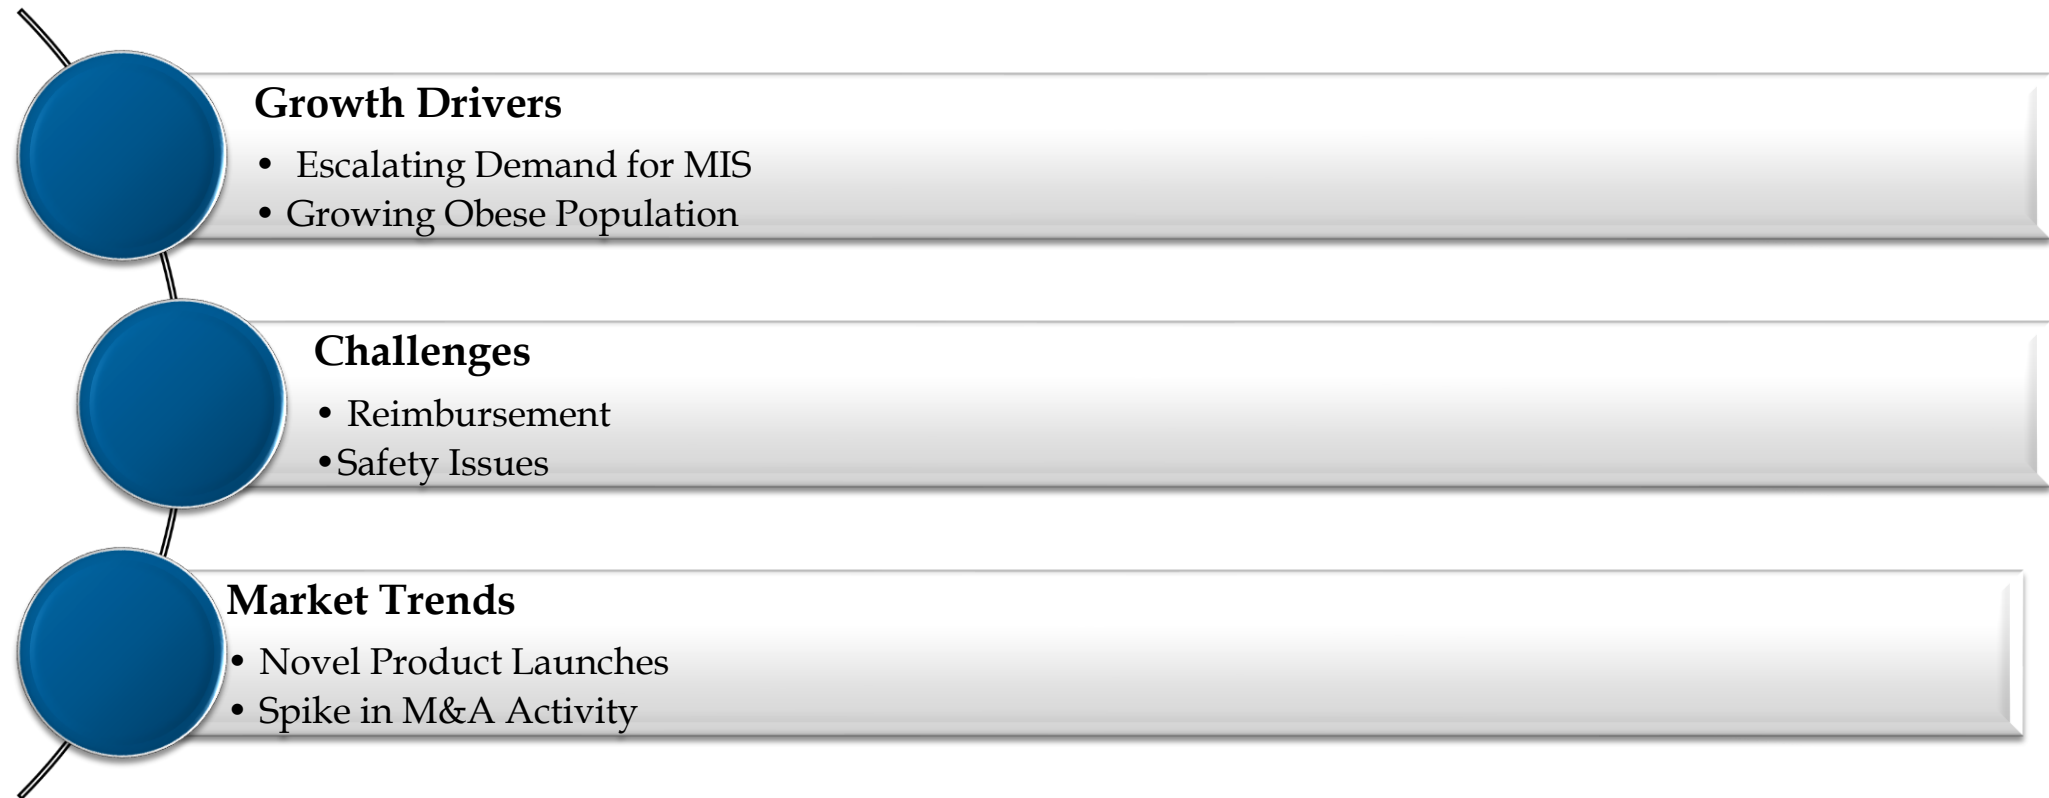 Growth Drivers
• Escalating Demand for MIS
• Growing Obese Population
Challenges
• Reimbursement
•Safety Issues
Market Trends
• Novel Product Launches
• Spike in M&A Activity